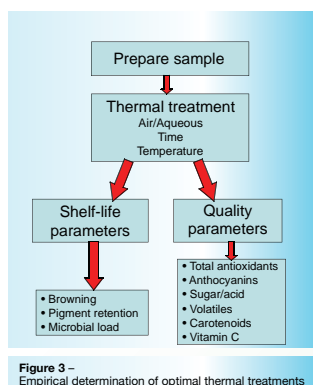 Prepare sample
Thermal treatment
Air/Aqueous
Time
Temperature
Shelf-life
parameters
Quality
parameters
• Browning
• Pigment retention
• Microbial load
• Total antioxidants
• Anthocyanins
• Sugar/acid
• Volatiles
• Carotenoids
• Vitamin C
Figure 3 –
Empirical determination of optimal thermal treatments